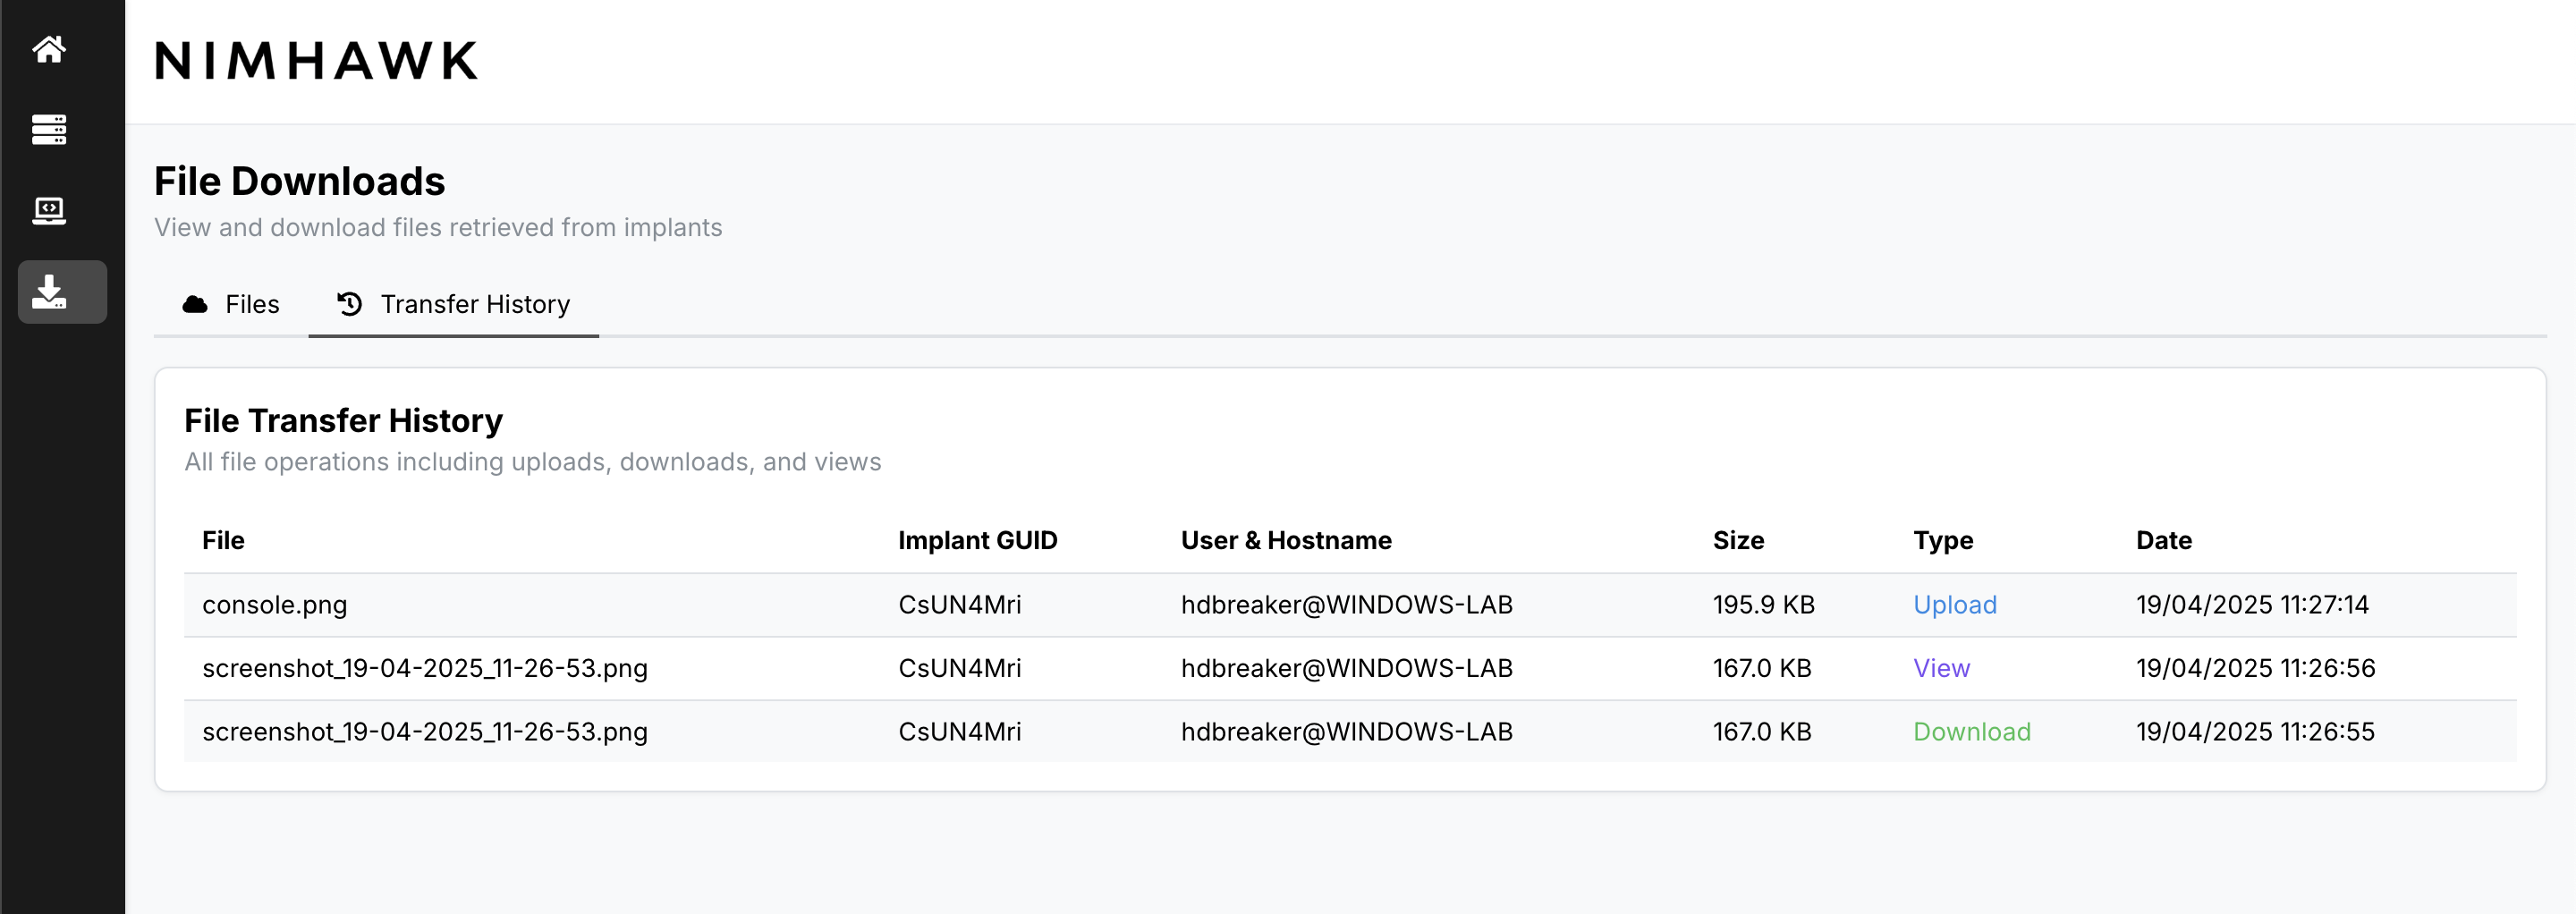 NIMHAWK
File Downloads
View and download files retrieved from implants
Files Transfer History
File Transfer History
All file operations including uploads, downloads, and views
File Implant GUID User & Hostname Size Type Date
console.png CsUN4Mri hdbreaker@WINDOWS-LAB 195.9 KB Upload 19/04/2025 11:27:14
screenshot_19-04-2025_11-26-53.png CsUN4Mri hdbreaker@WINDOWS-LAB 167.0 KB View 19/04/2025 11:26:56
screenshot_19-04-2025_11-26-53.png CsUN4Mri hdbreaker@WINDOWS-LAB 167.0 KB Download 19/04/2025 11:26:55